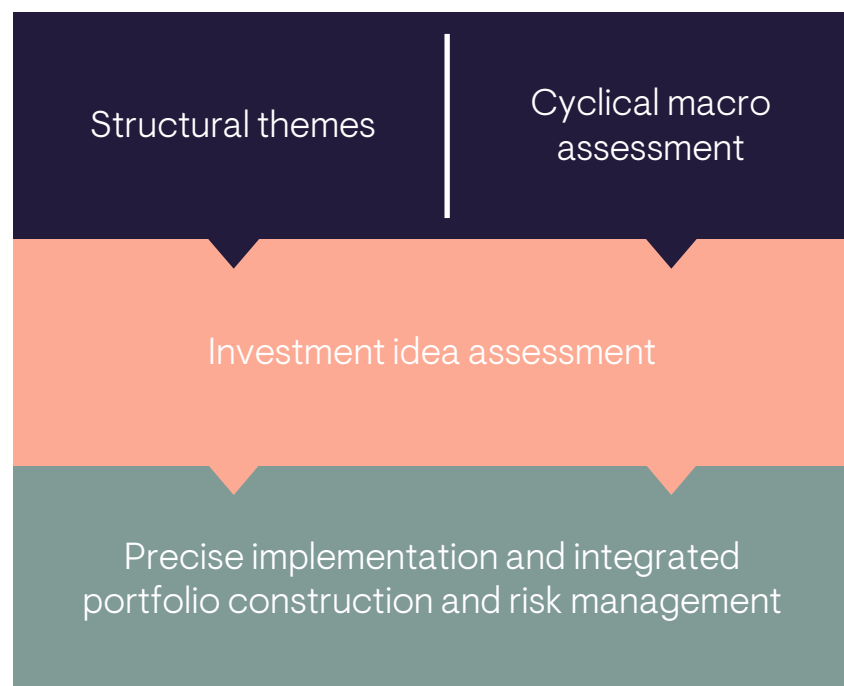 Structural themes
Cyclical macro
assessment
Investment idea assessment
Precise implementation and integrated
portfolio construction and risk management